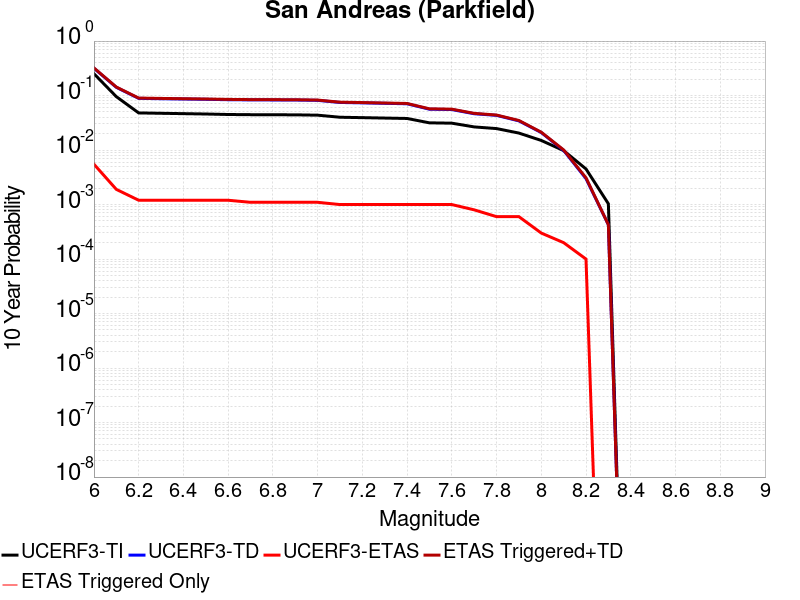 San Andreas (Parkfield)
10^0
10^-1
10^-2
10^-3
10^-4
10^-5
10^-6
10^-7
10^-8
10 Year Probability
6 6.2 6.4 6.6 6.8 7 7.2 7.4 7.6 7.8 8 8.2 8.4 8.6 8.8 9
Magnitude
UCERF3-TI UCERF3-TD UCERF3-ETAS ETAS Triggered+TD
ETAS Triggered Only